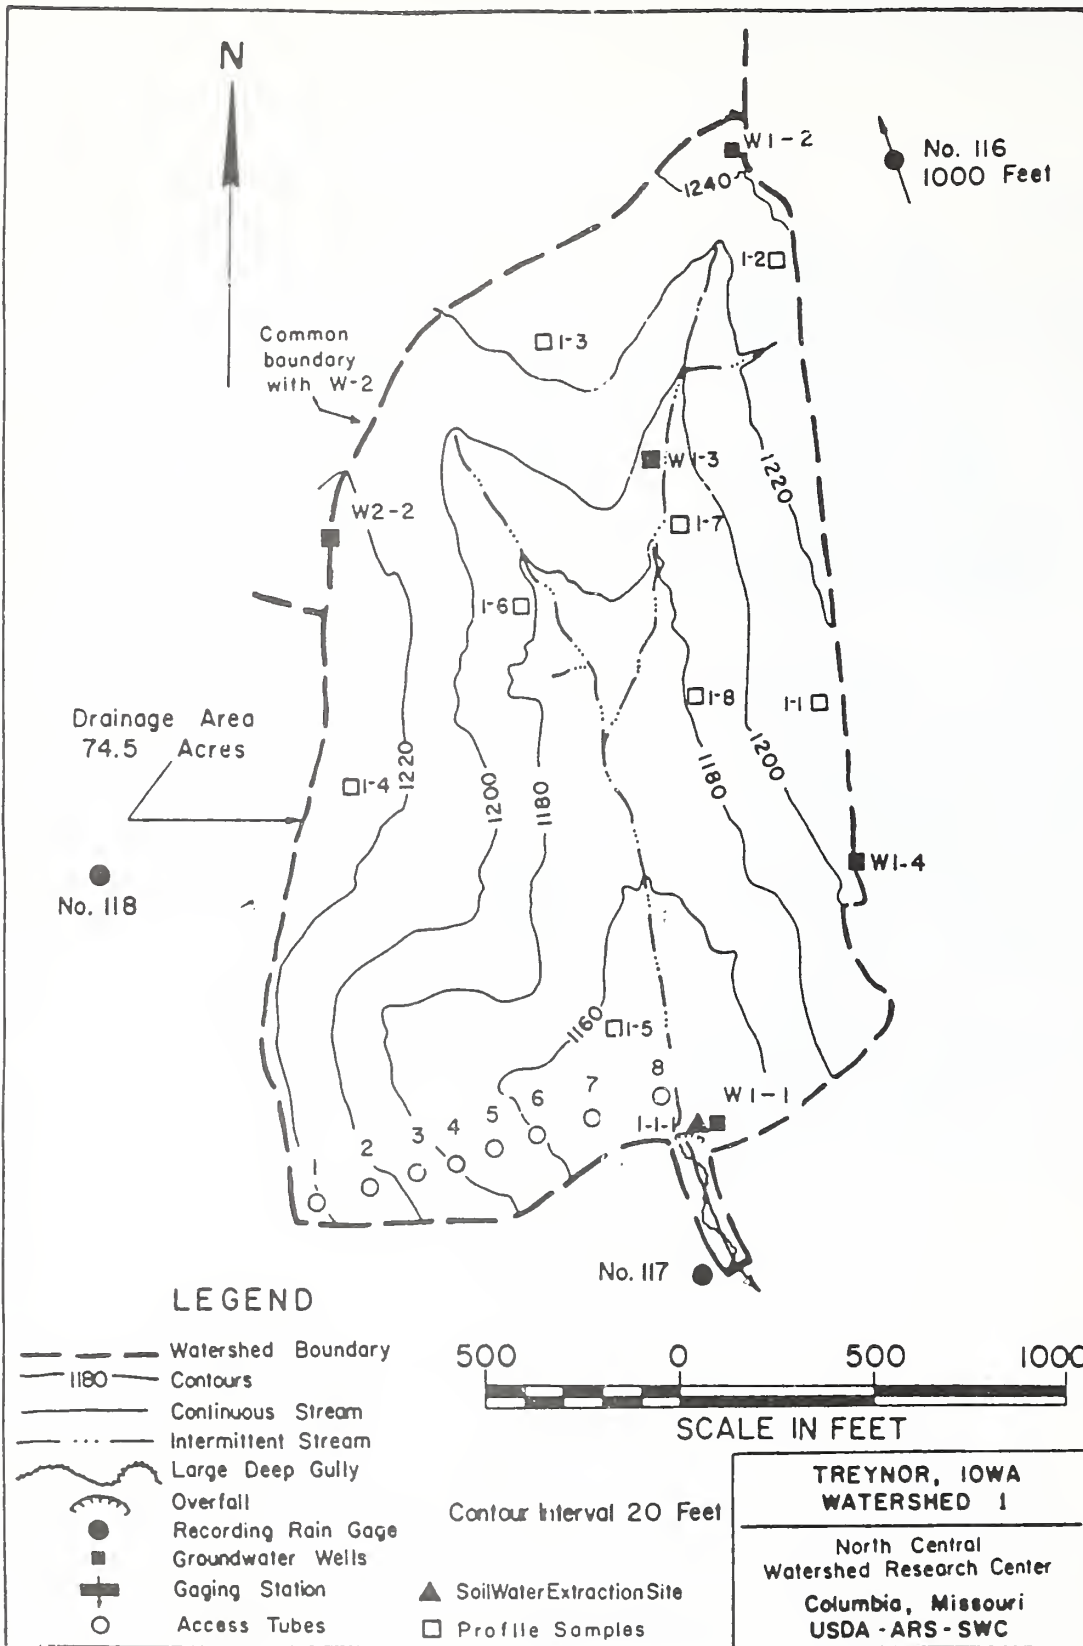 N
W1-2
No. 116
1000 Feet
1240
1-2
1-3
Common
boundary
with W-2
W1-3
1220
W2-2
1-7
1-6
1-8
1-1
Drainage Area
74.5 Acres
1220
1200
1180
1180
1200
1-4
W1-4
No. 118
1160
1-5
8
7
6
5
4
3
2
1
W1-1
1-1-1
No. 117
LEGEND
Watershed Boundary
1180 Contours
Continuous Stream
Intermittent Stream
Large Deep Gully
Overfall
Recording Rain Gage
Groundwater Wells
Gaging Station
Access Tubes
500 0 500 1000
SCALE IN FEET
Contour Interval 20 Feet
Soil Water Extraction Site
Profile Samples
TREYNOR, IOWA
WATERSHED 1
North Central
Watershed Research Center
Columbia, Missouri
USDA-ARS-SWC